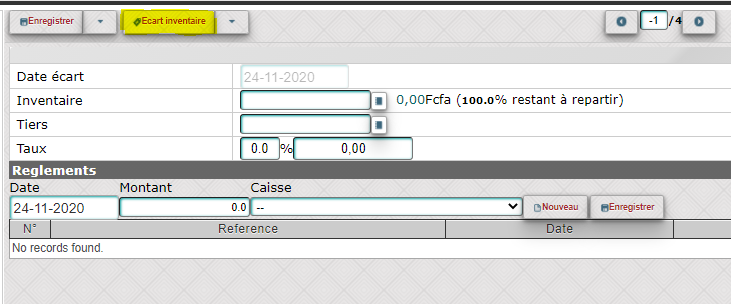 Enregistrer Ecart inventaire -1 /4
Date écart 24-11-2020
Inventaire 0,00Fcfa (100.0% restant à repartir)
Tiers
Taux 0.0 % 0,00
Reglements
Date Montant Caisse
24-11-2020 0.0 -- Nouveau Enregistrer
N° Reference Date
No records found.